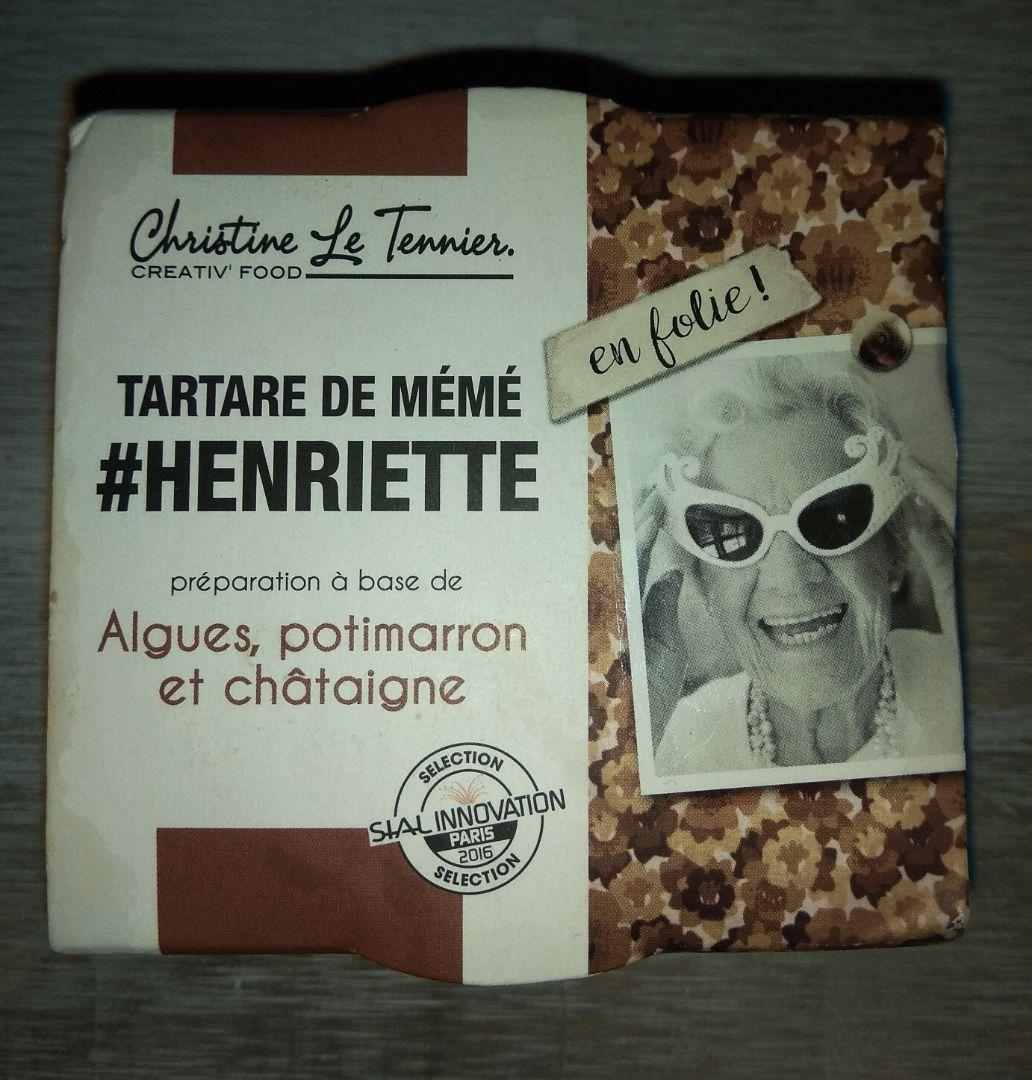 Christine Le Tennier.
CREATIV' FOOD
en folie !
TARTARE DE MÉMÉ
#HENRIETTE
préparation à base de
Algues, potimarron
et châtaigne
SELECTION
SIAL INNOVATION
PARIS
2016
SELECTION